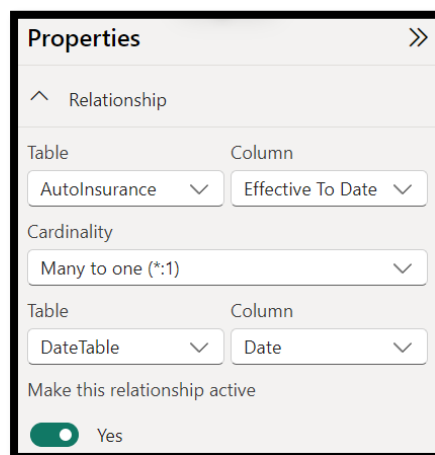 Properties
Relationship
Table Column
AutoInsurance Effective To Date
Cardinality
Many to one (*:1)
Table Column
DateTable Date
Make this relationship active
Yes